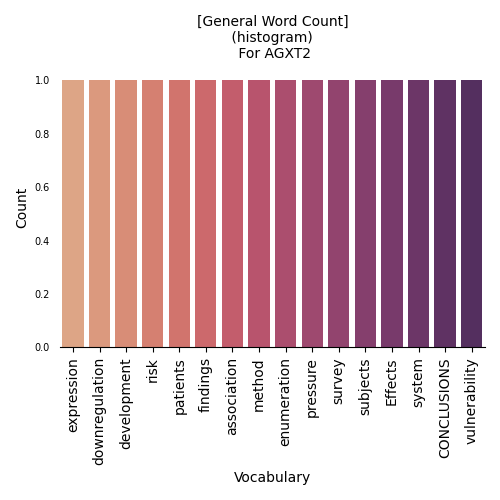 [General Word Count]
(histogram)
For AGXT2
1.0
0.8
0.6
0.4
0.2
0.0
Count
expression
downregulation
development
risk
patients
findings
association
method
enumeration
pressure
survey
subjects
Effects
system
CONCLUSIONS
vulnerability
Vocabulary